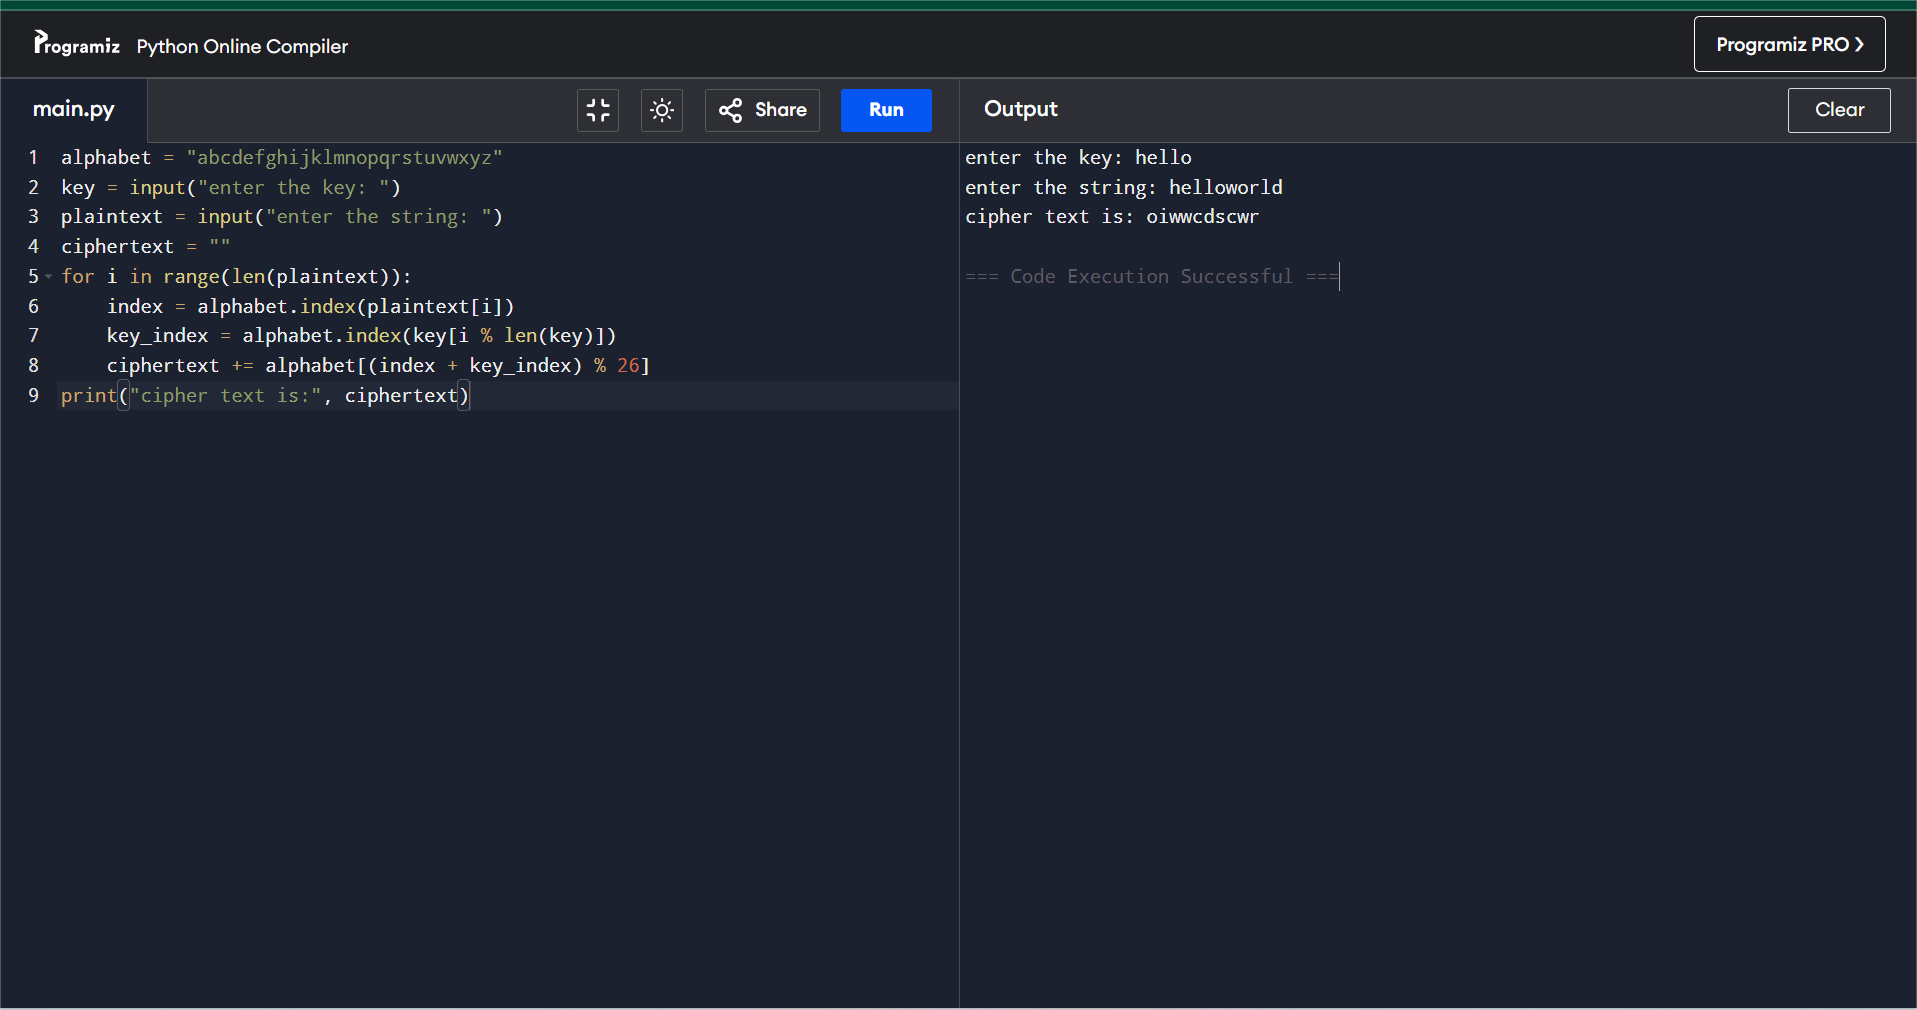 Programiz Python Online Compiler
Programiz PRO ❯
main.py
Share
Run
Output
Clear
1 alphabet = "abcdefghijklmnopqrstuvwxyz"
2 key = input("enter the key: ")
3 plaintext = input("enter the string: ")
4 ciphertext = ""
5 for i in range(len(plaintext)):
6     index = alphabet.index(plaintext[i])
7     key_index = alphabet.index(key[i % len(key)])
8     ciphertext += alphabet[(index + key_index) % 26]
9 print("cipher text is:", ciphertext)
enter the key: hello
enter the string: helloworld
cipher text is: oiwwcdscwr
=== Code Execution Successful ===